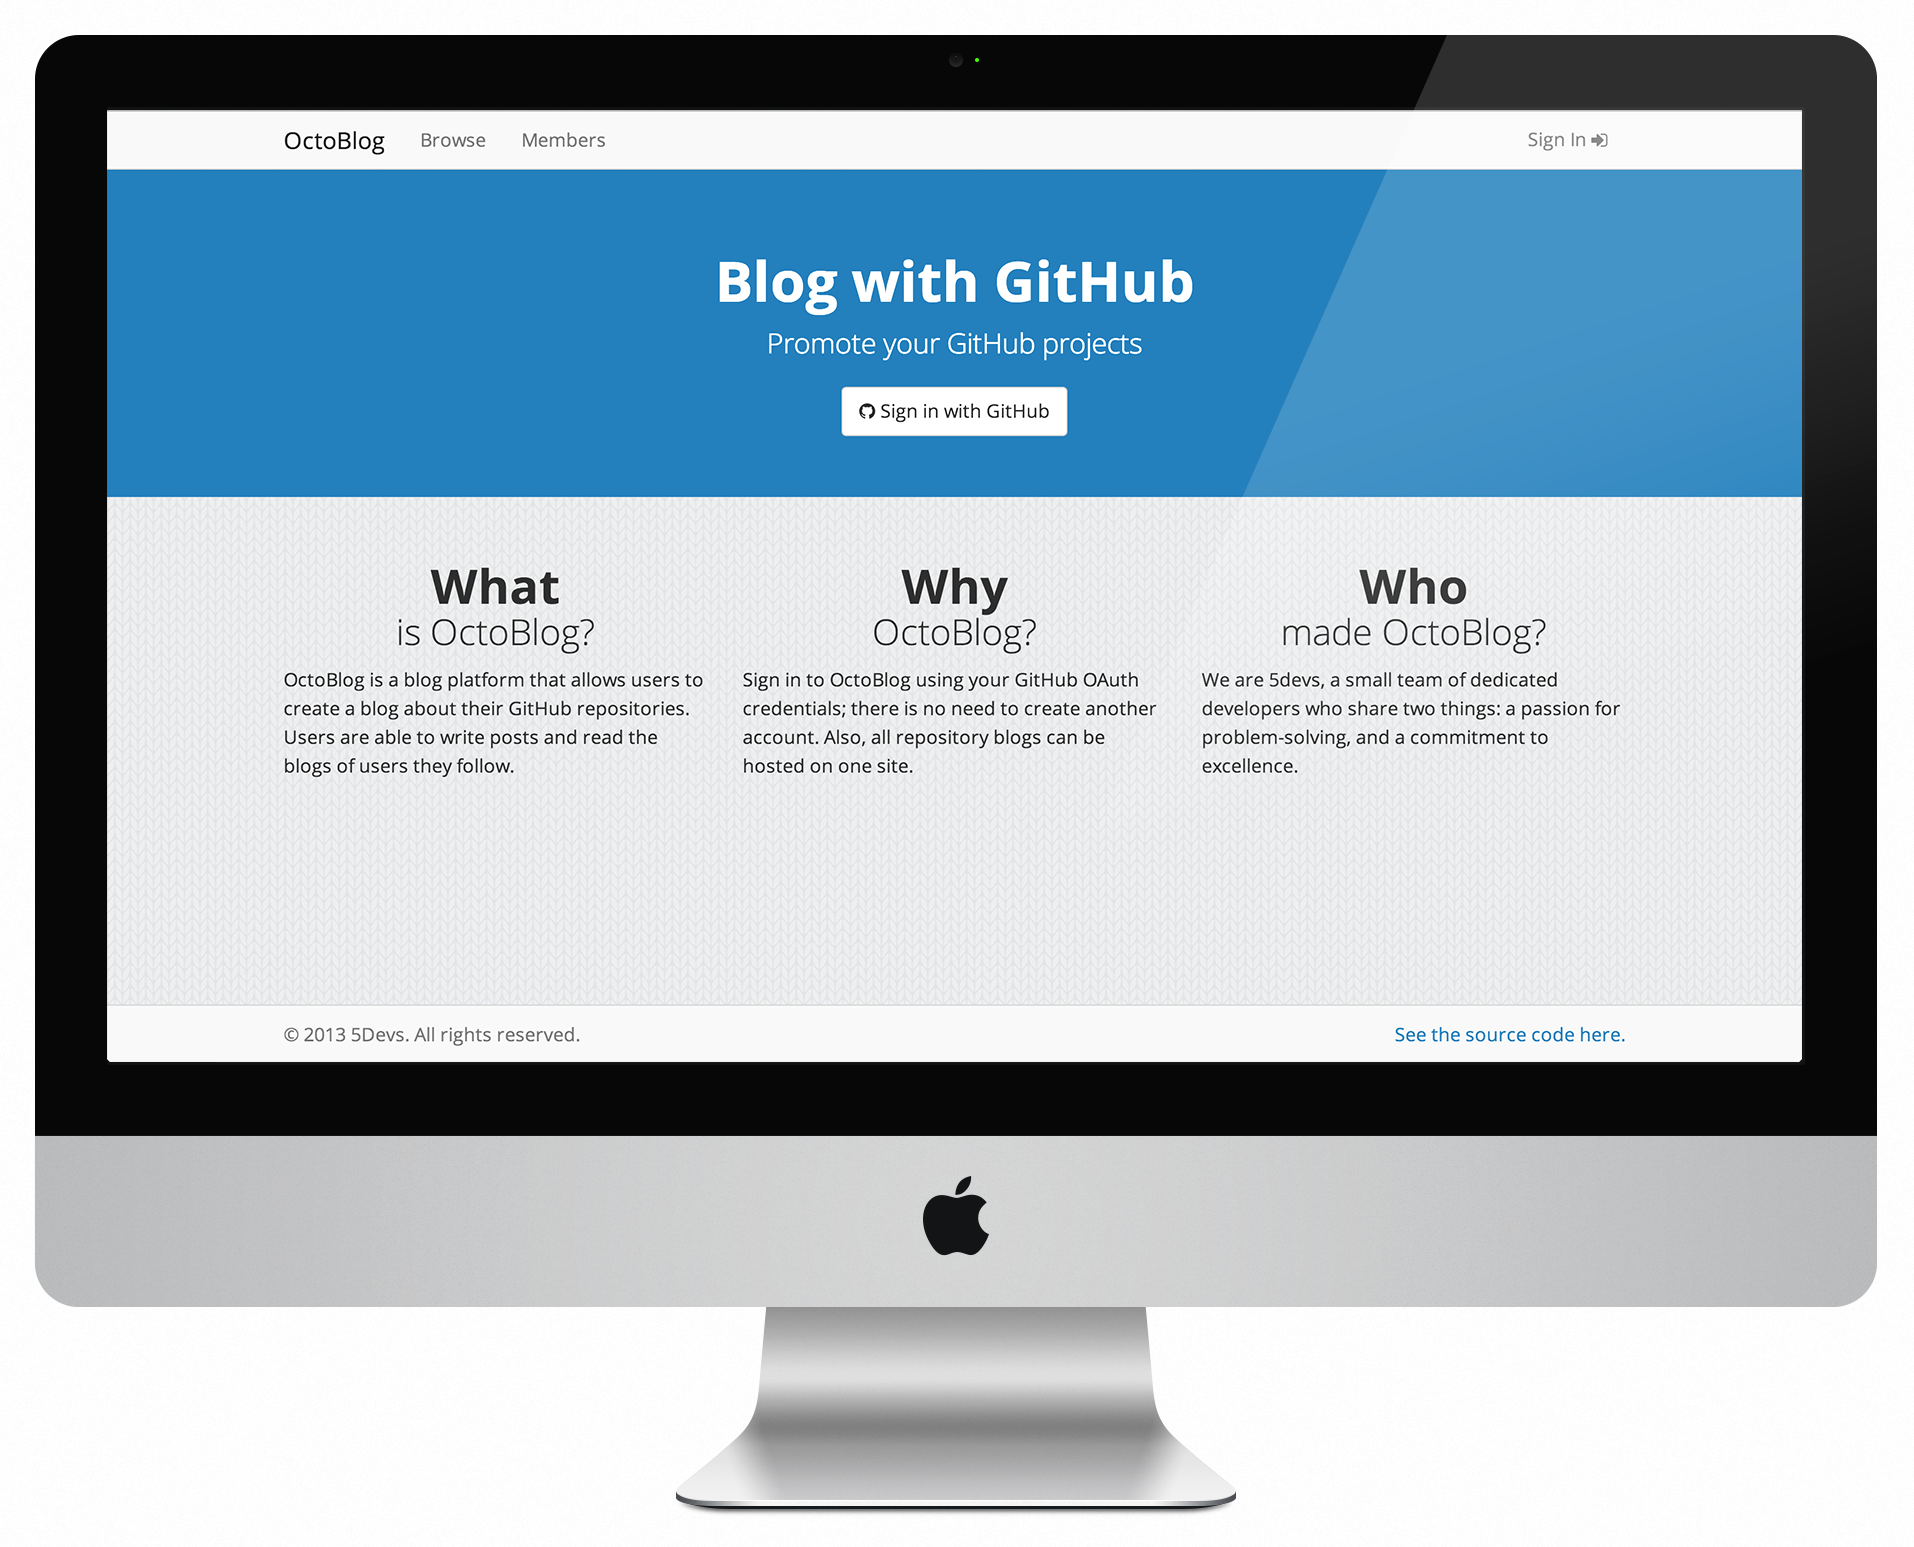 OctoBlog Browse Members Sign In
Blog with GitHub
Promote your GitHub projects
Sign in with GitHub
What
is OctoBlog?
OctoBlog is a blog platform that allows users to
create a blog about their GitHub repositories.
Users are able to write posts and read the
blogs of users they follow.
Why
OctoBlog?
Sign in to OctoBlog using your GitHub OAuth
credentials; there is no need to create another
account. Also, all repository blogs can be
hosted on one site.
Who
made OctoBlog?
We are 5devs, a small team of dedicated
developers who share two things: a passion for
problem-solving, and a commitment to
excellence.
© 2013 5Devs. All rights reserved. See the source code here.